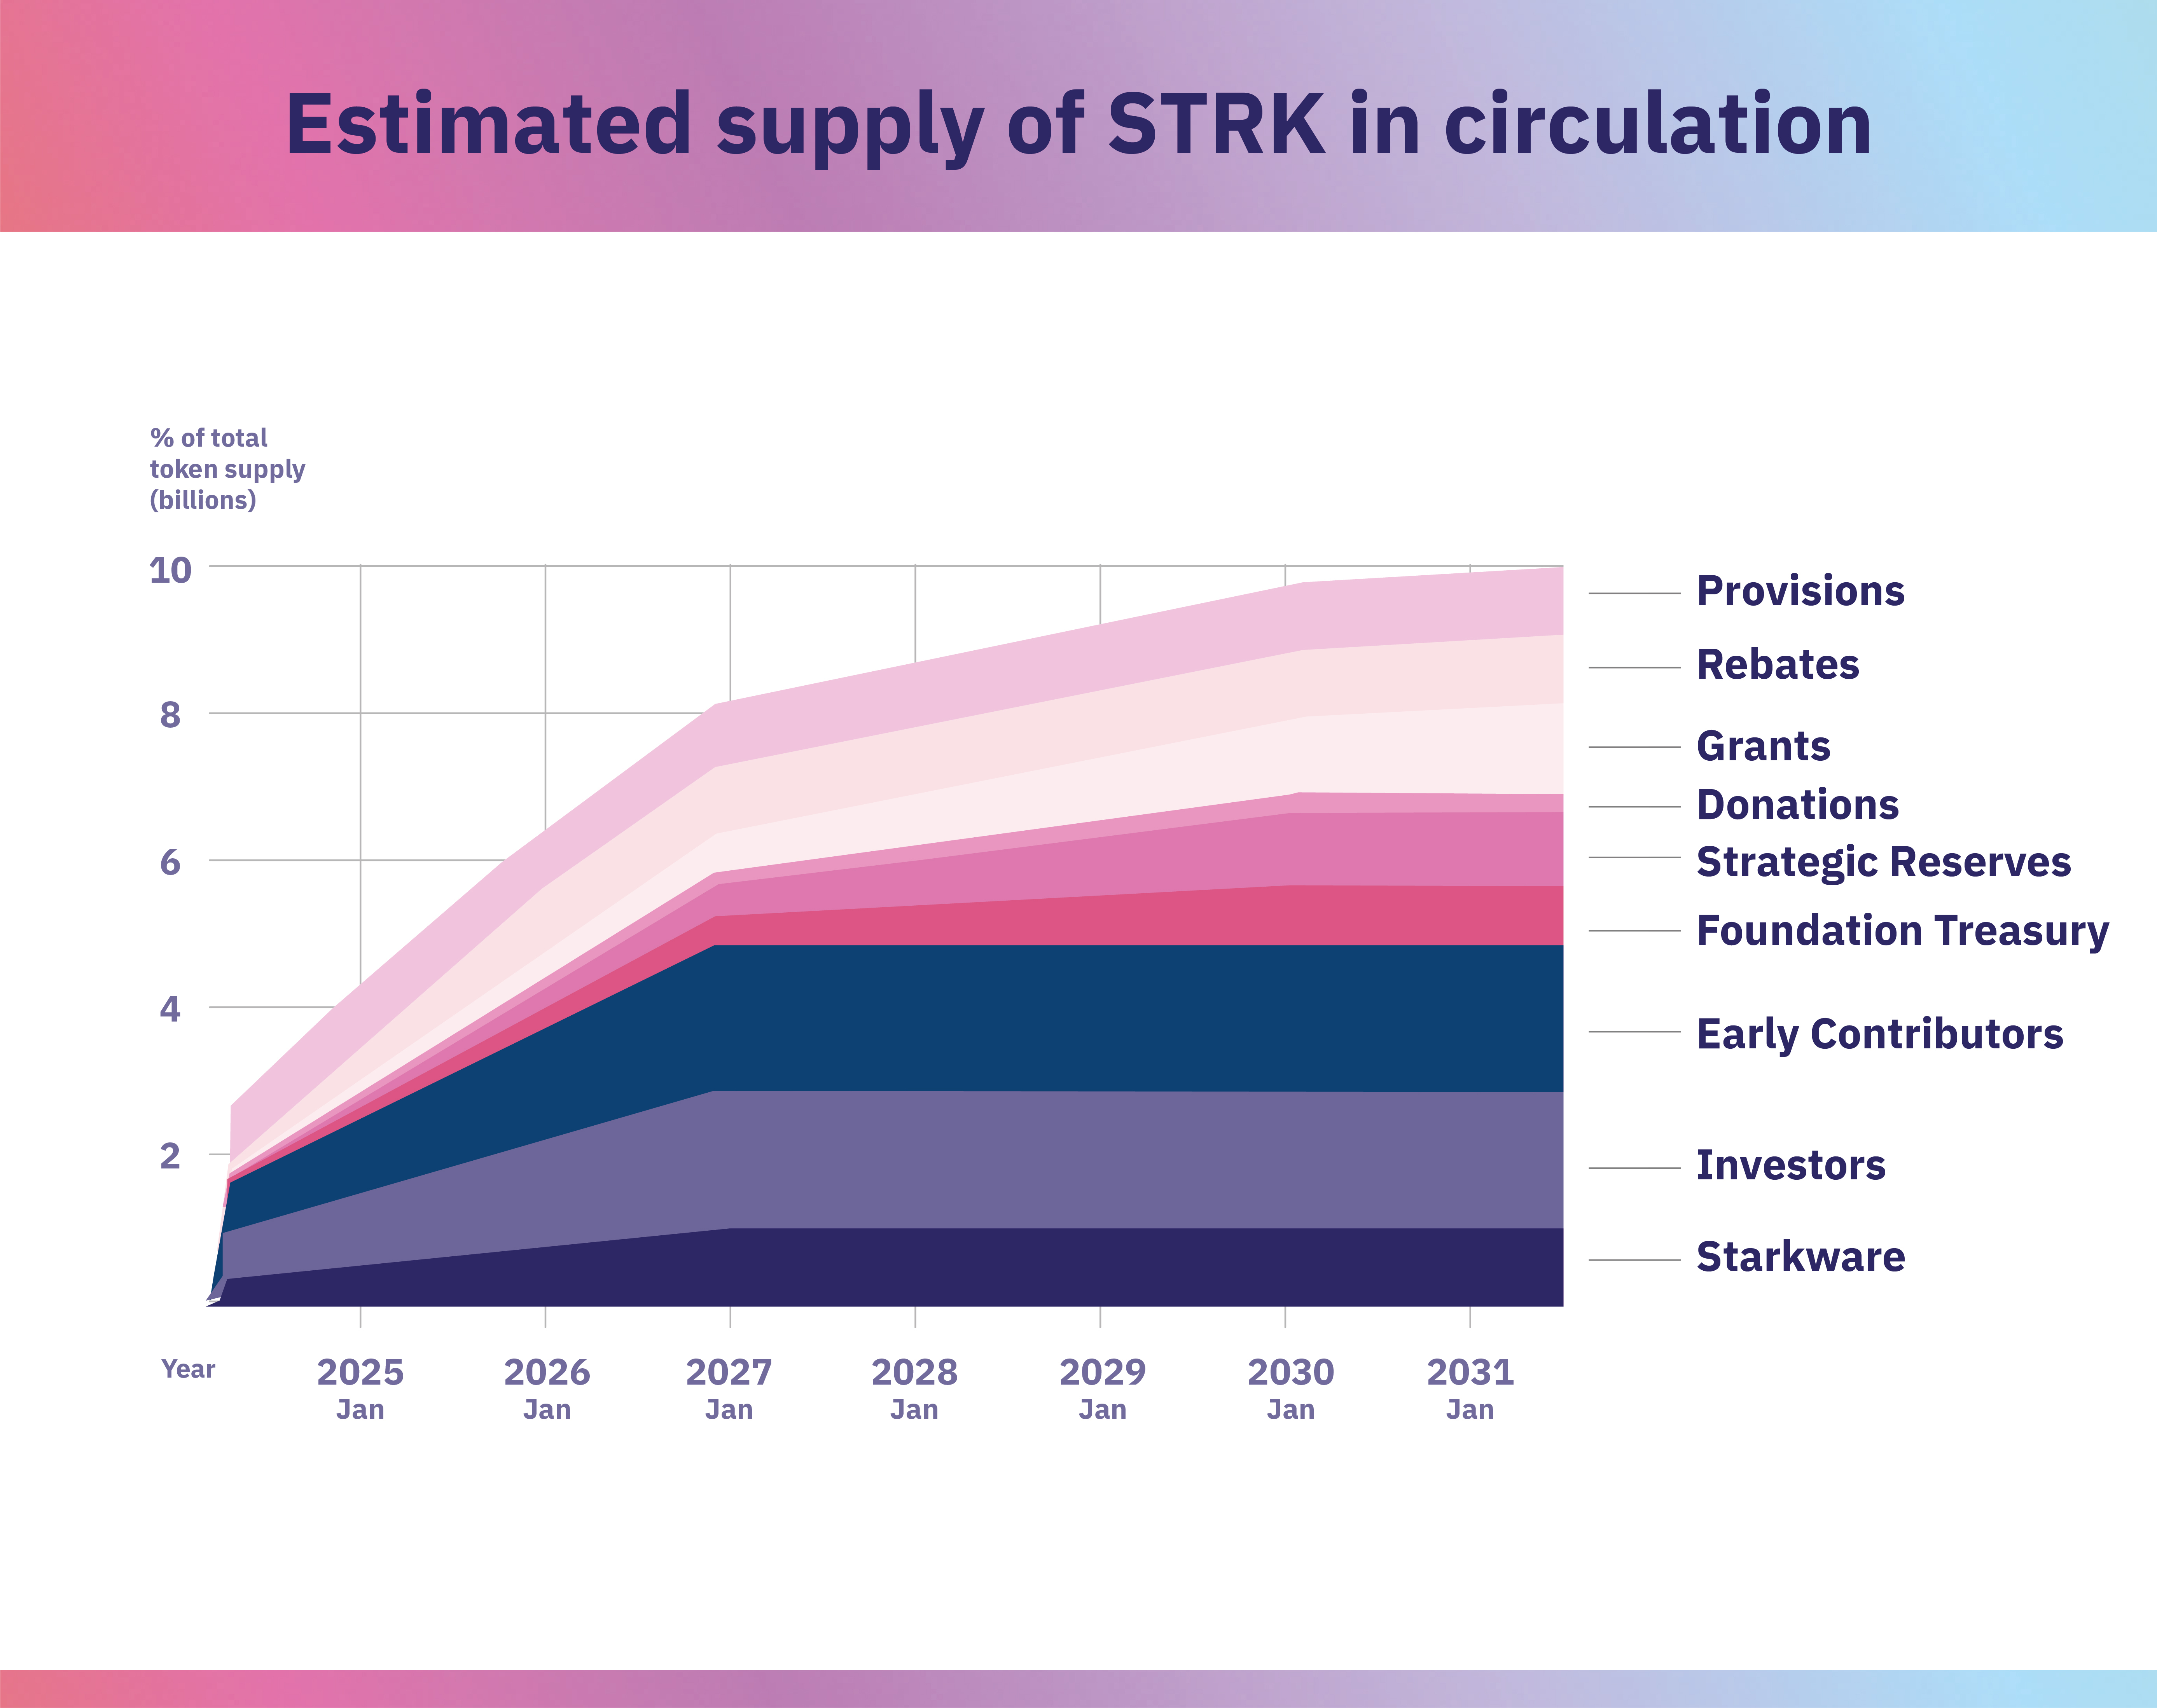 Estimated supply of STRK in circulation
% of total
token supply
(billions)
10
8
6
4
2
Provisions
Rebates
Grants
Donations
Strategic Reserves
Foundation Treasury
Early Contributors
Investors
Starkware
Year
2025 2026 2027 2028 2029 2030 2031
Jan Jan Jan Jan Jan Jan Jan